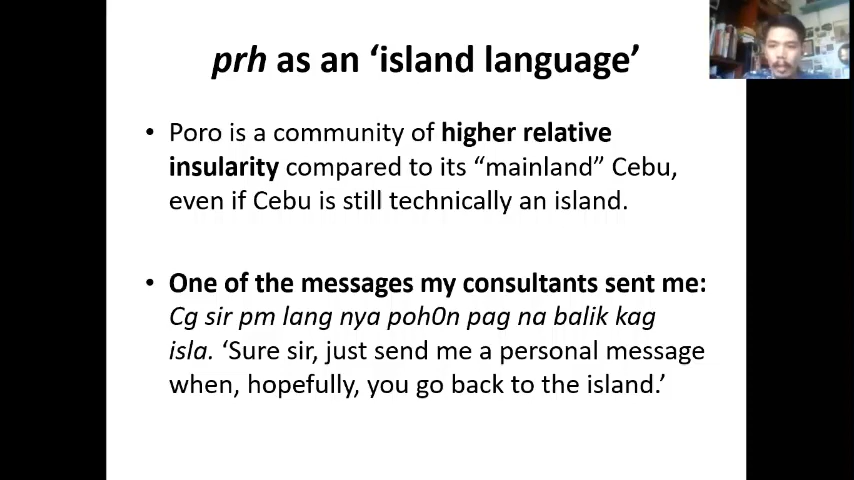 prh as an ‘island language’
• Poro is a community of higher relative
insularity compared to its “mainland” Cebu,
even if Cebu is still technically an island.
• One of the messages my consultants sent me:
Cg sir pm lang nya poh0n pag na balik kag
isla. ‘Sure sir, just send me a personal message
when, hopefully, you go back to the island.’